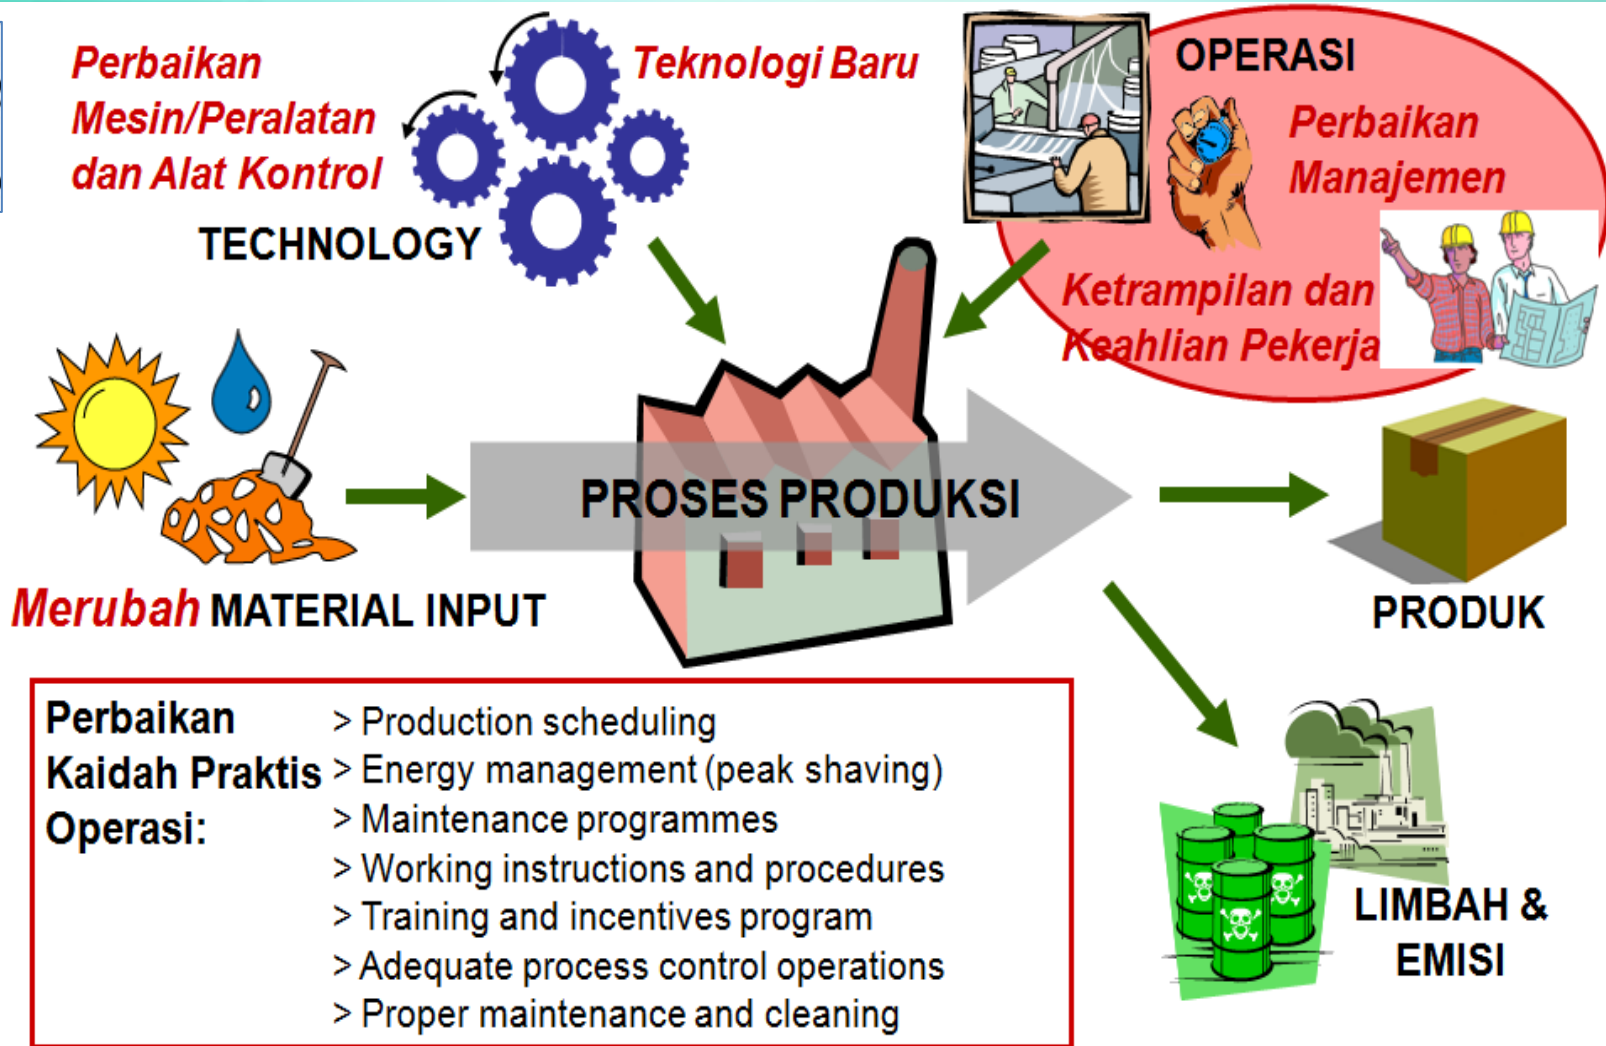 Perbaikan
Mesin/Peralatan
dan Alat Kontrol
Teknologi Baru
TECHNOLOGY
OPERASI
Perbaikan
Manajemen
Ketrampilan dan
Keahlian Pekerja
PROSES PRODUKSI
Merubah MATERIAL INPUT
PRODUK
Perbaikan
Kaidah Praktis
Operasi:
> Production scheduling
> Energy management (peak shaving)
> Maintenance programmes
> Working instructions and procedures
> Training and incentives program
> Adequate process control operations
> Proper maintenance and cleaning
LIMBAH &
EMISI